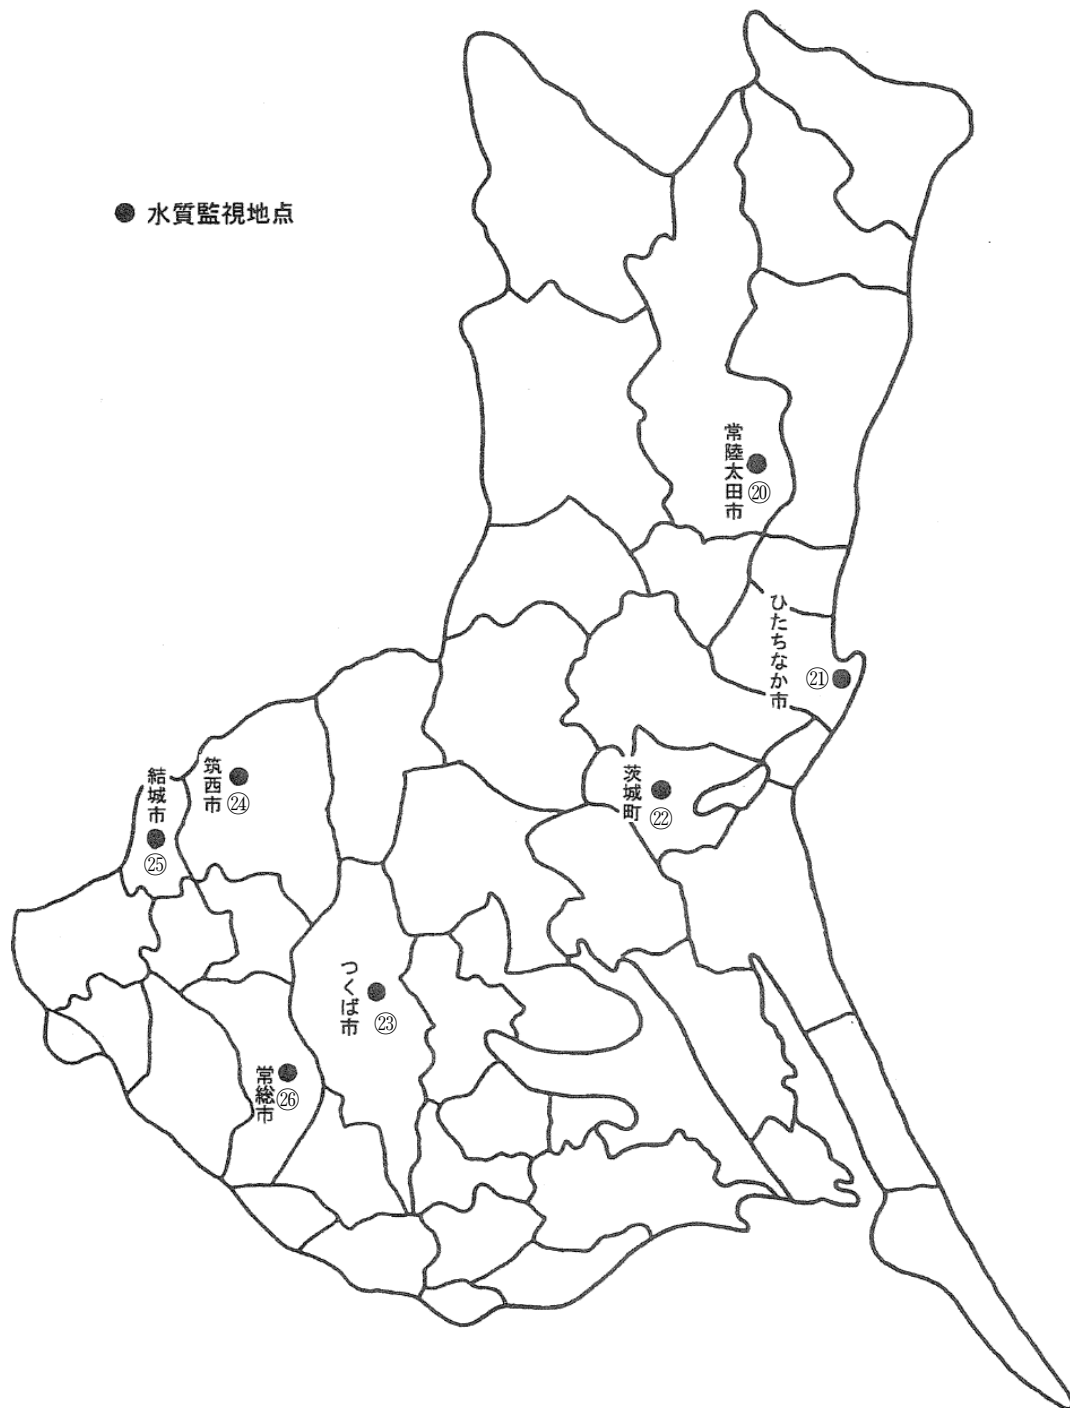 ● 水質監視地点
常陸太田市
⑳
ひたちなか市
㉑
茨城町
㉒
筑西市
㉔
結城市
㉕
つくば市
㉓
常総市
㉖